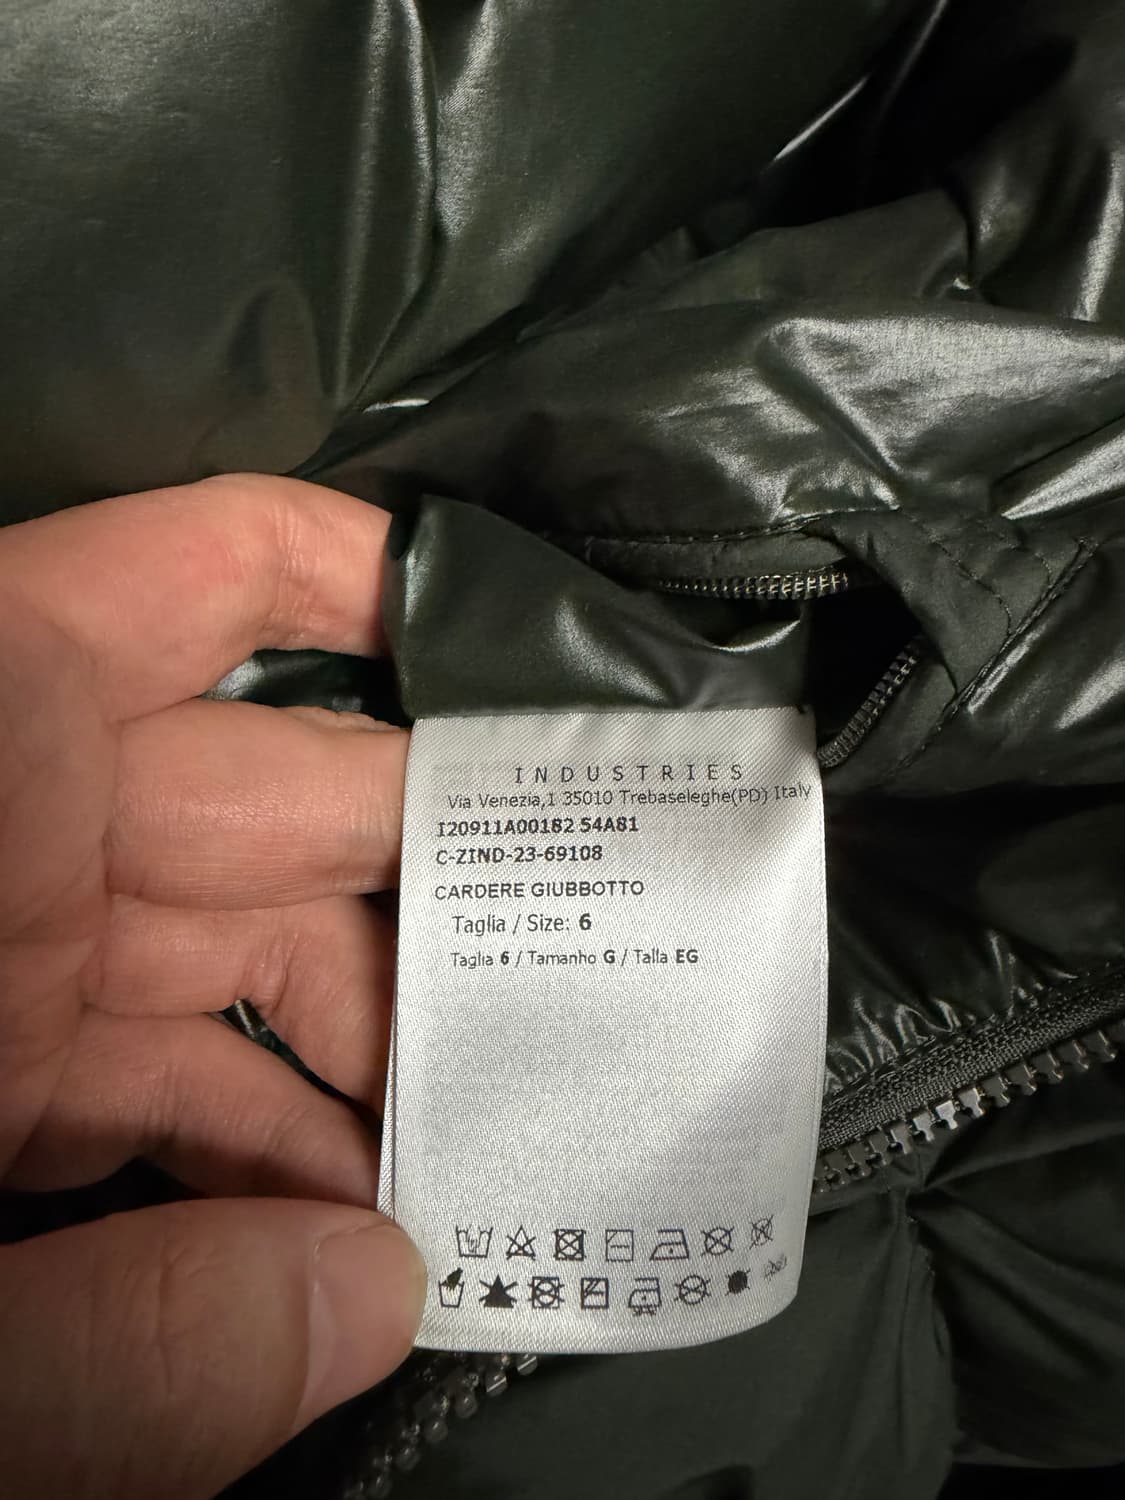 INDUSTRIES
Via Venezia,1 35010 Trebaseleghe(PD) Italy
I20911A00182 54A81
C-ZIND-23-69108
CARDERE GIUBBOTTO
Taglia / Size: 6
Taglia 6 / Tamanho G / Talla EG